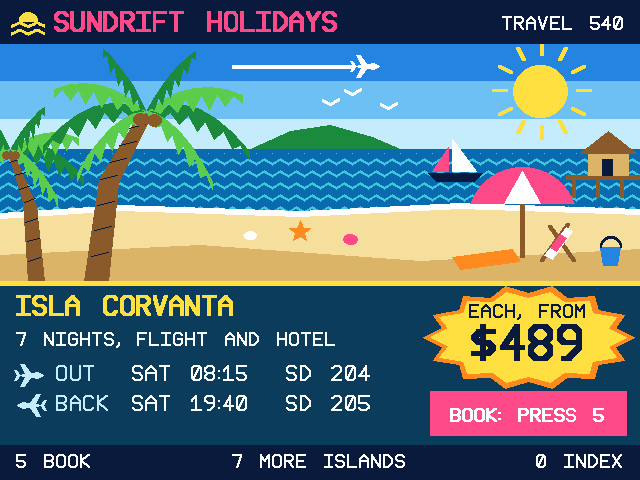 SUNDRIFT HOLIDAYS
TRAVEL 540
ISLA CORVANTA
7 NIGHTS, FLIGHT AND HOTEL
OUT SAT 08:15 SD 204
BACK SAT 19:40 SD 205
EACH, FROM
$489
BOOK: PRESS 5
5 BOOK 7 MORE ISLANDS 0 INDEX